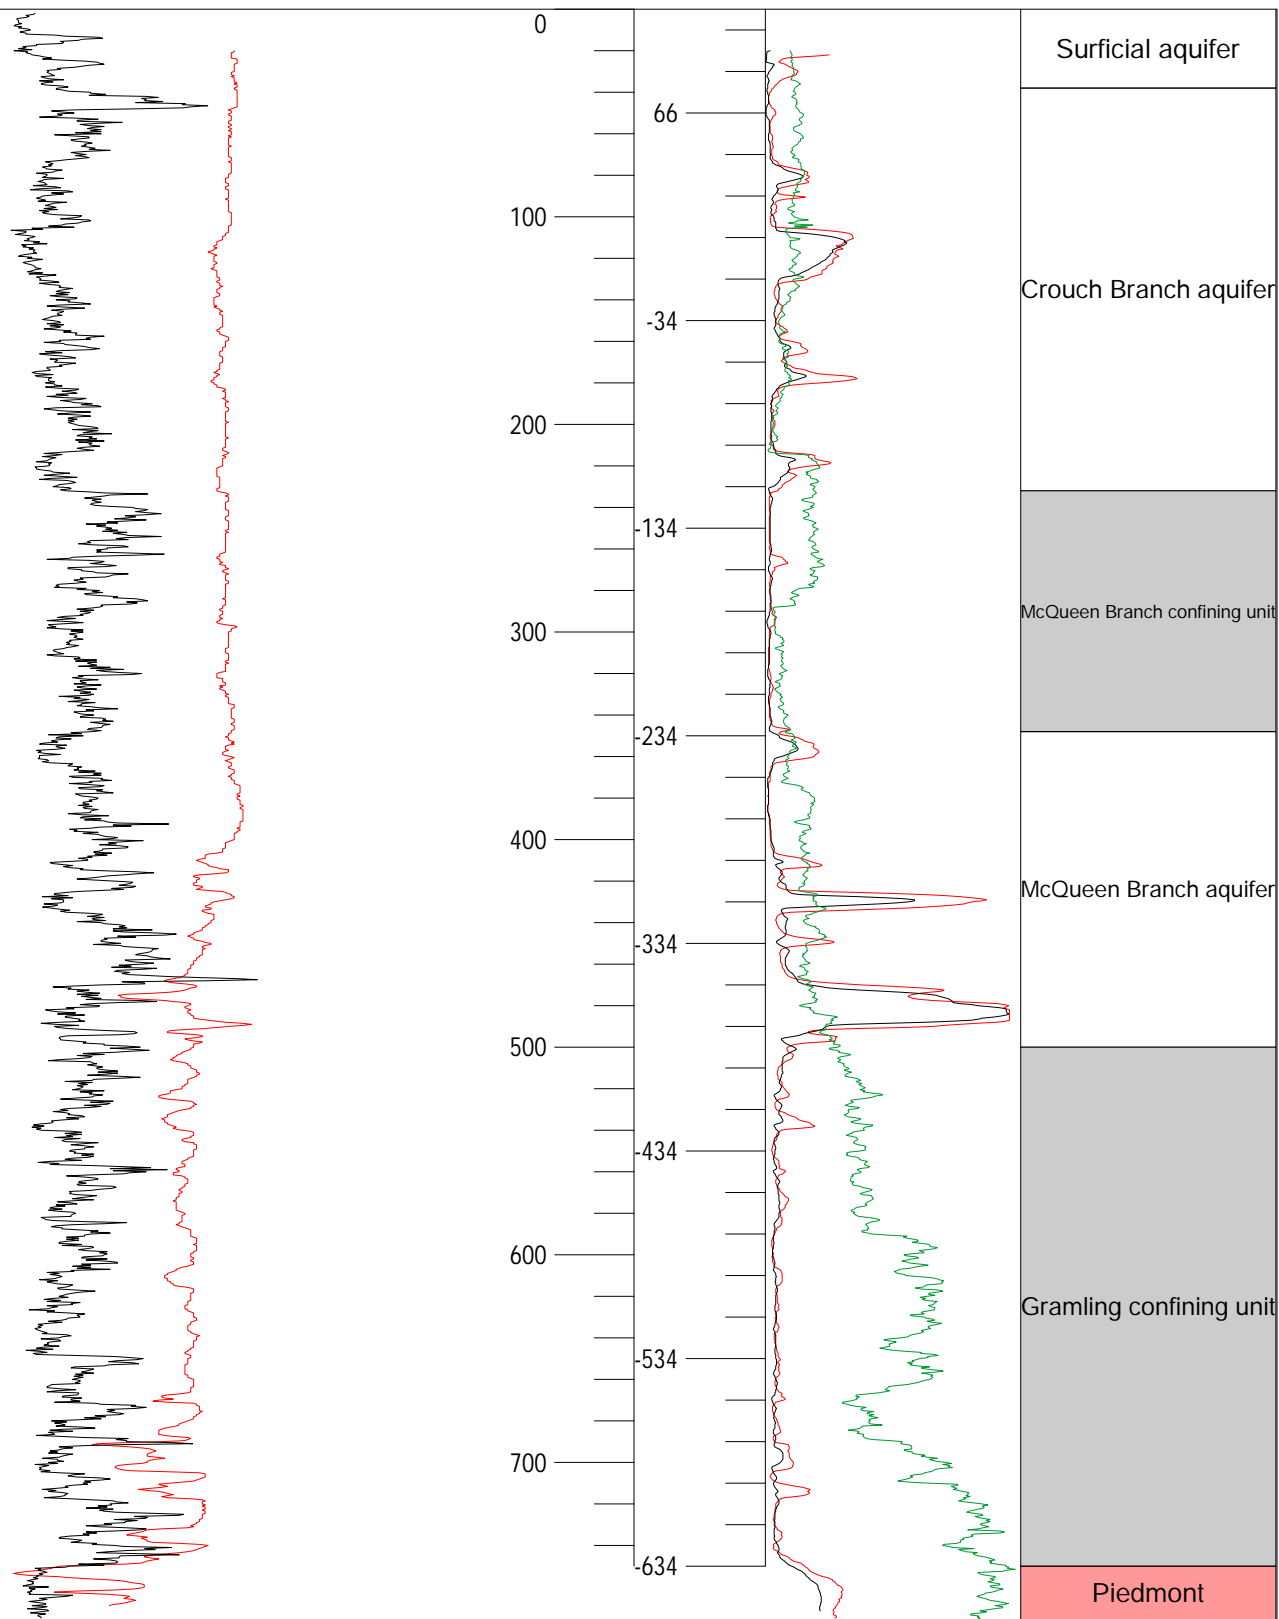 0
Surficial aquifer
66
100
Crouch Branch aquifer
-34
200
-134
McQueen Branch confining unit
300
-234
400
McQueen Branch aquifer
-334
500
-434
600
Gramling confining unit
-534
700
-634
Piedmont